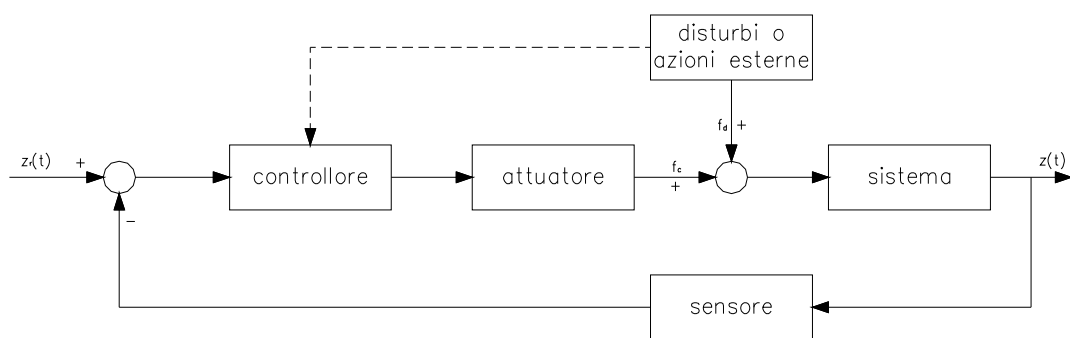 disturbi o
azioni esterne
f_d +
z_r(t) +
controllore
attuatore
f_c
+
sistema
z(t)
−
sensore